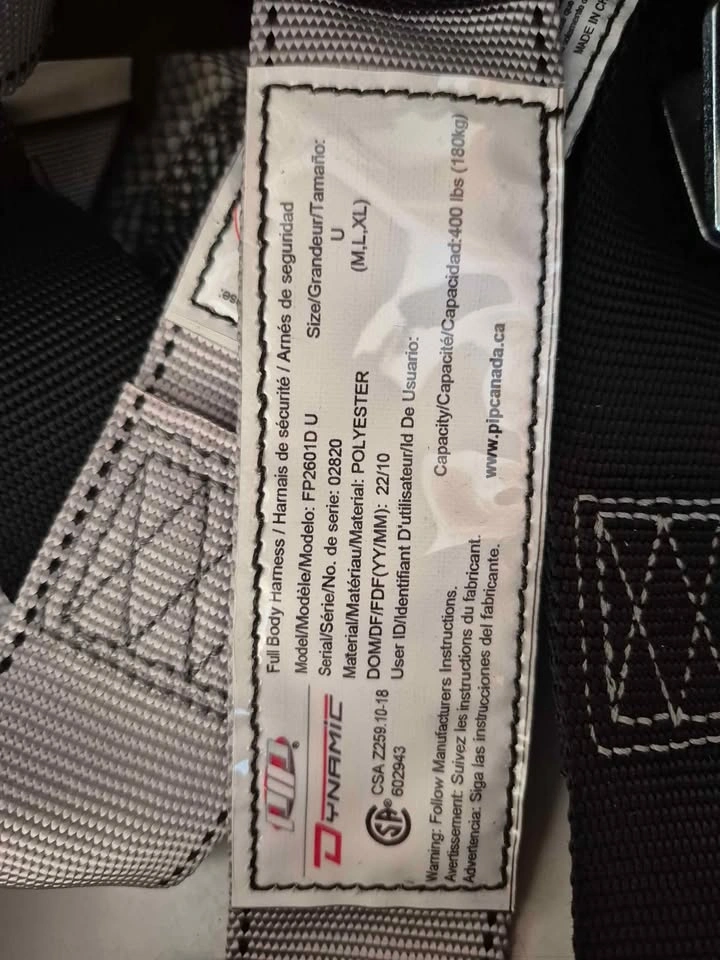 Full Body Harness / Harnais de sécurité / Arnés de seguridad
Model/Modèle/Modelo: FP2601D U
Size/Grandeur/Tamaño:
Serial/Série/No. de serie: 02820
U
Material/Matériau/Material: POLYESTER
(M,L,XL)
DOM/DF/FDF(YY/MM): 22/10
User ID/Identifiant D'utilisateur/Id De Usuario:
Capacity/Capacité/Capacidad:400 lbs (180kg)
PIP®
DYNAMIC
CSA® CSA Z259.10-18
602943
Warning: Follow Manufacturers Instructions.
Avertissement: Suivez les instructions du fabricant.
www.pipcanada.ca
Advertencia: Siga las instrucciones del fabricante.
MADE IN